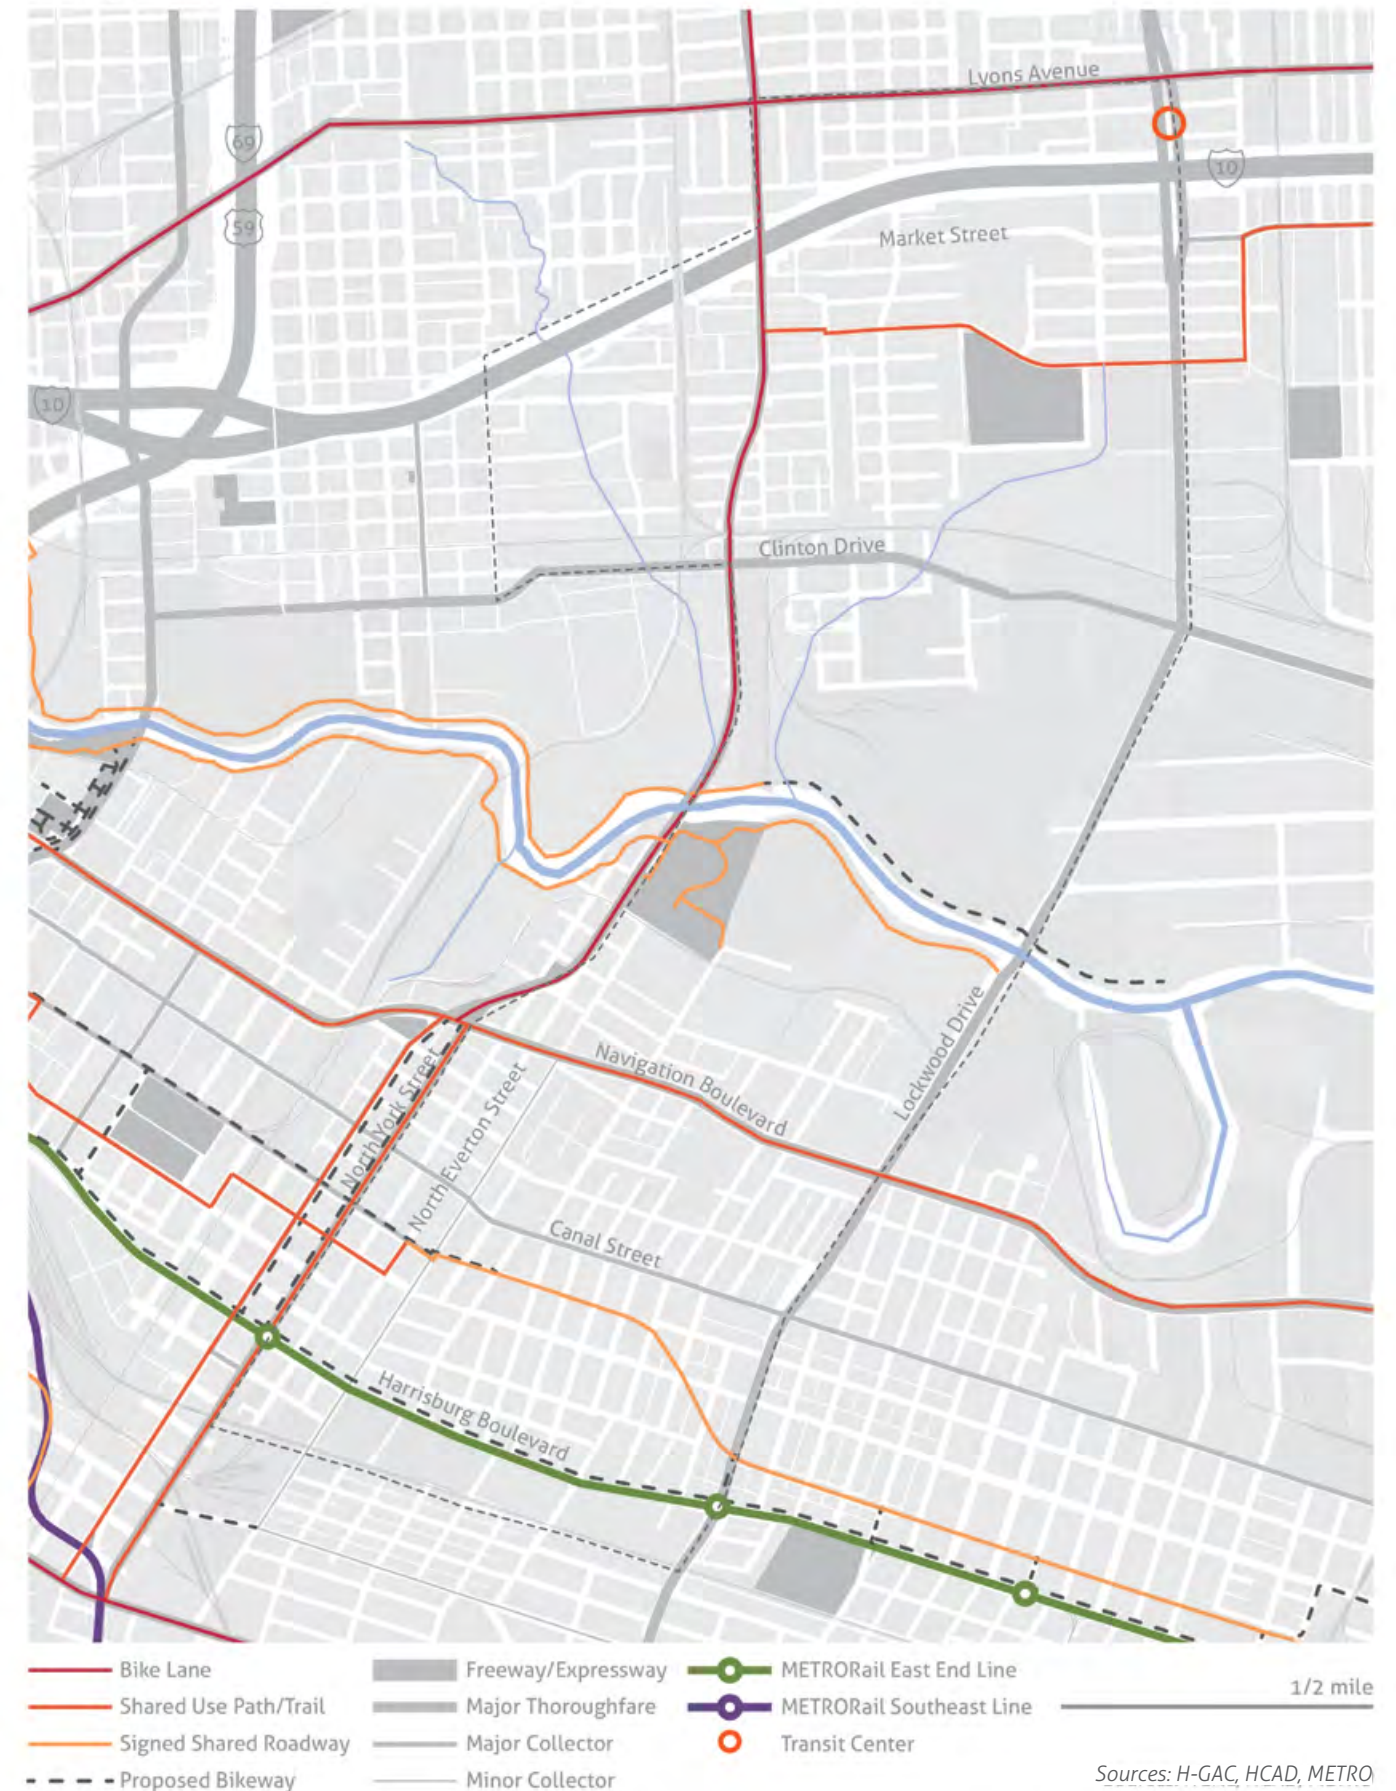 Lyons Avenue
69
10
59
Market Street
10
Clinton Drive
Lockwood Drive
Navigation Boulevard
North York Street
North Everton Street
Canal Street
Harrisburg Boulevard
Bike Lane
Freeway/Expressway
METRORail East End Line
1/2 mile
Shared Use Path/Trail
Major Thoroughfare
METRORail Southeast Line
Signed Shared Roadway
Major Collector
Transit Center
Proposed Bikeway
Minor Collector
Sources: H-GAC, HCAD, METRO